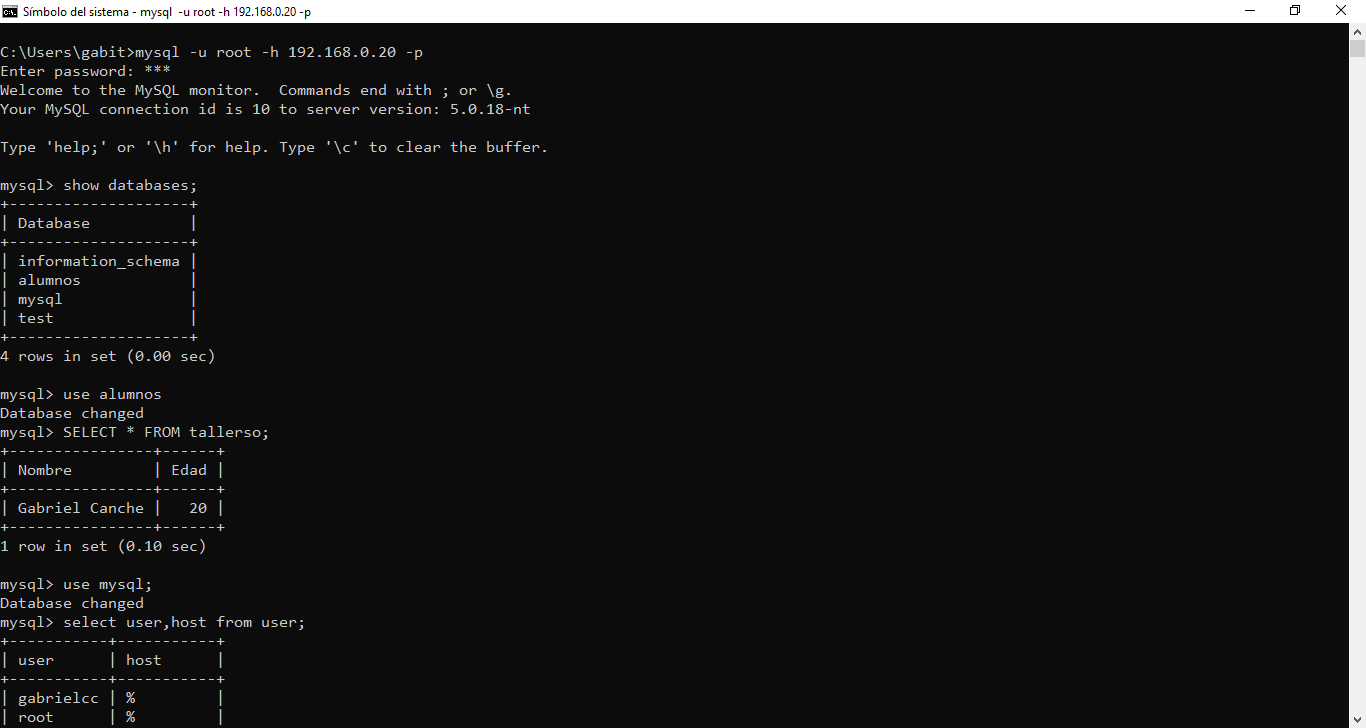 Símbolo del sistema - mysql  -u root -h 192.168.0.20 -p
C:\Users\gabit>mysql -u root -h 192.168.0.20 -p
Enter password: ***
Welcome to the MySQL monitor.  Commands end with ; or \g.
Your MySQL connection id is 10 to server version: 5.0.18-nt
Type 'help;' or '\h' for help. Type '\c' to clear the buffer.
mysql> show databases;
+--------------------+
| Database           |
+--------------------+
| information_schema |
| alumnos            |
| mysql              |
| test               |
+--------------------+
4 rows in set (0.00 sec)
mysql> use alumnos
Database changed
mysql> SELECT * FROM tallerso;
+----------------+------+
| Nombre         | Edad |
+----------------+------+
| Gabriel Canche |   20 |
+----------------+------+
1 row in set (0.10 sec)
mysql> use mysql;
Database changed
mysql> select user,host from user;
+-----------+-----------+
| user      | host      |
+-----------+-----------+
| gabrielcc | %         |
| root      | %         |